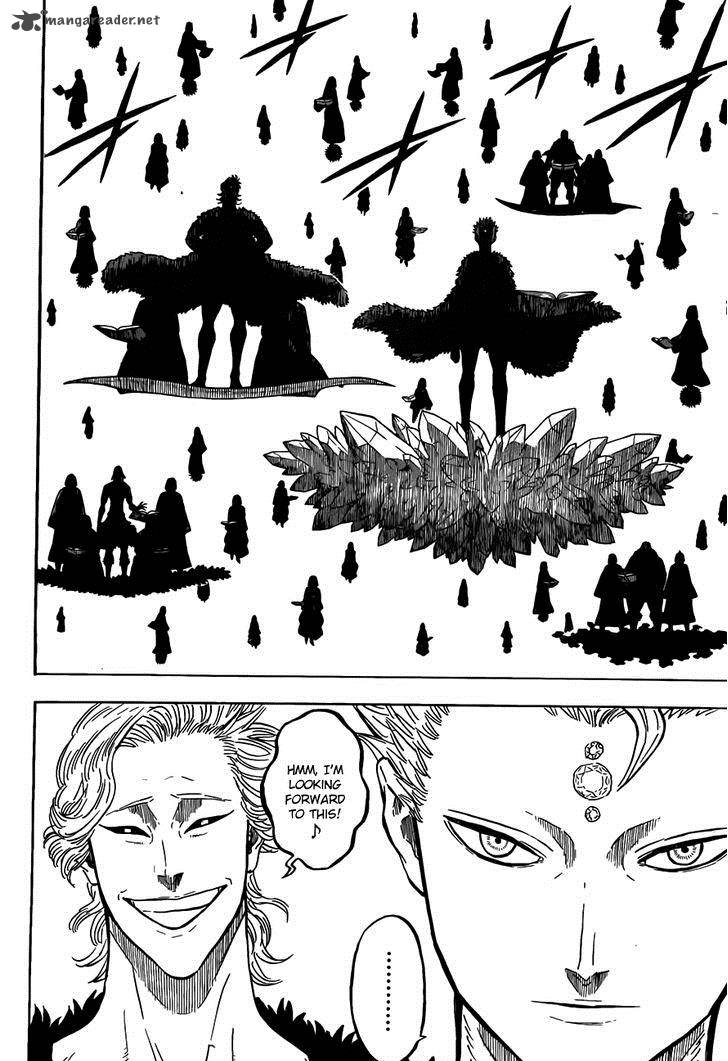 mangareader.net
HMM, I'M
LOOKING
FORWARD
TO THIS!
♪
.........